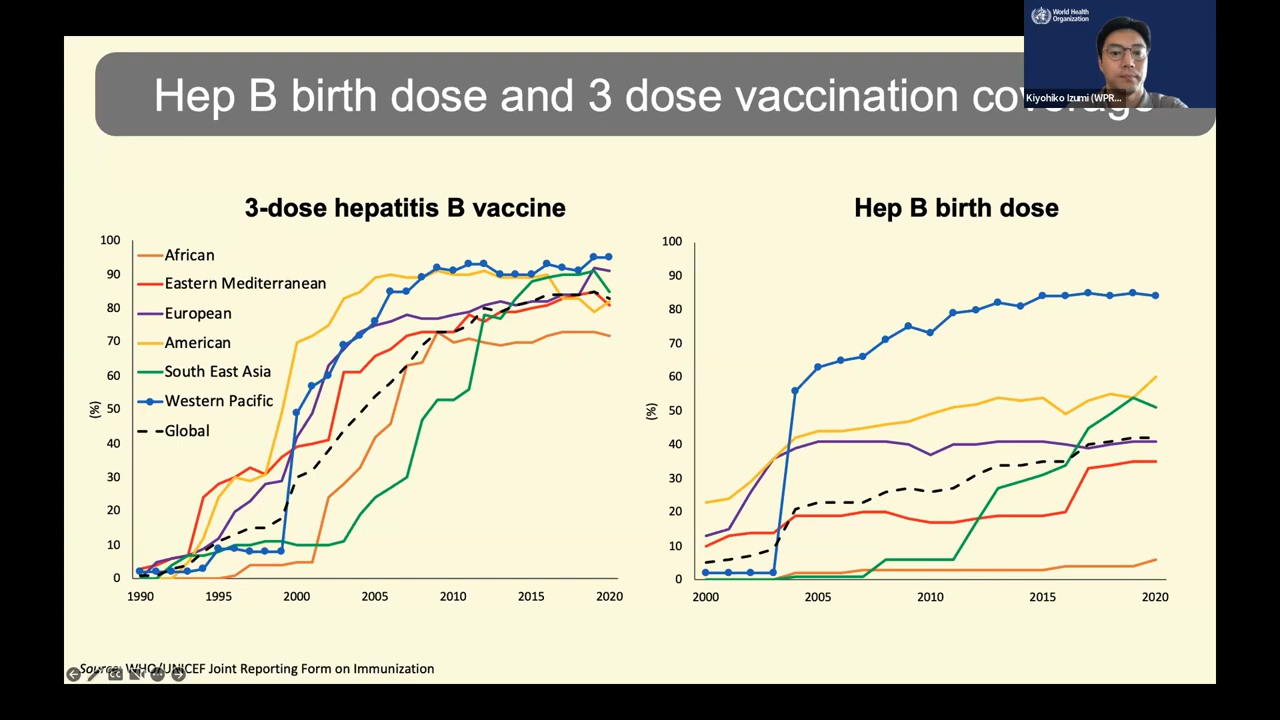 World Health
Organization
Kiyohiko Izumi (WPR...
Hep B birth dose and 3 dose vaccination coverage
3-dose hepatitis B vaccine
100
90
80
70
60
50
40
30
20
10
0
(%)
African
Eastern Mediterranean
European
American
South East Asia
Western Pacific
Global
1990 1995 2000 2005 2010 2015 2020
Hep B birth dose
100
90
80
70
60
50
40
30
20
10
0
(%)
2000 2005 2010 2015 2020
Source: WHO/UNICEF Joint Reporting Form on Immunization